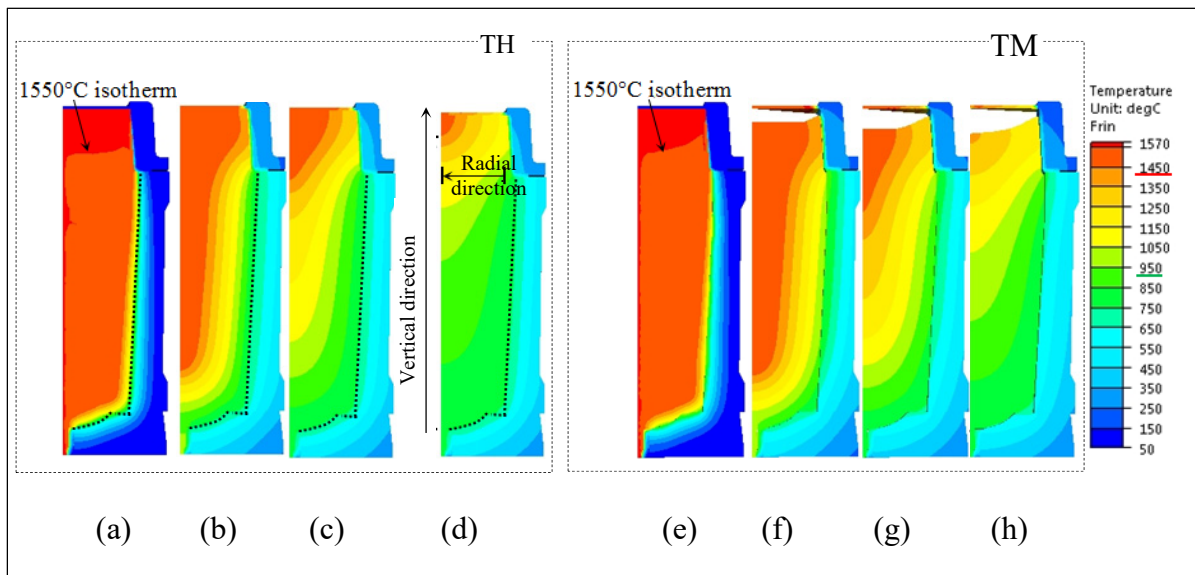 TH
TM
1550°C isotherm
1550°C isotherm
Radial
direction
Vertical direction
Temperature
Unit: degC
Frin
1570
1450
1350
1250
1150
1050
950
850
750
650
550
450
350
250
150
50
(a)
(b)
(c)
(d)
(e)
(f)
(g)
(h)